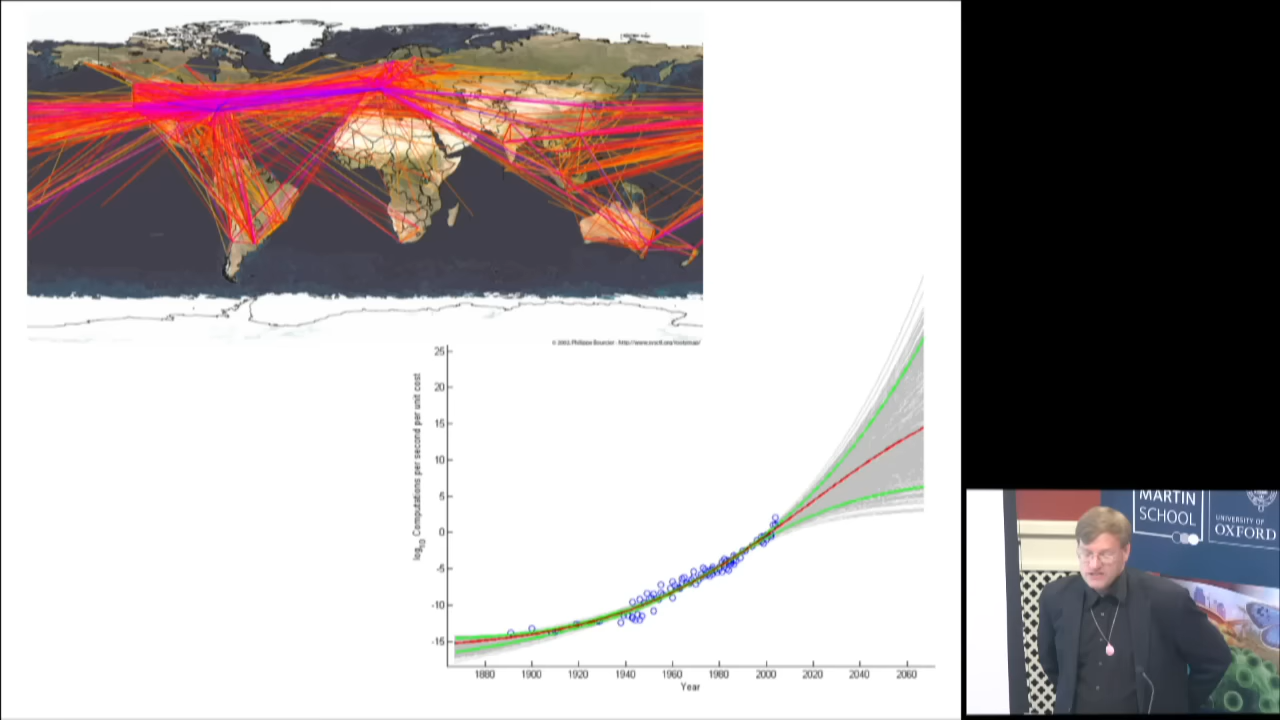 © 2002 Philippe Bourcier - http://www.sysctl.org/rootsmap/
log10 Computations per second per unit cost
25
20
15
10
5
0
-5
-10
-15
1880 1900 1920 1940 1960 1980 2000 2020 2040 2060
Year
MARTIN
SCHOOL
UNIVERSITY OF
OXFORD